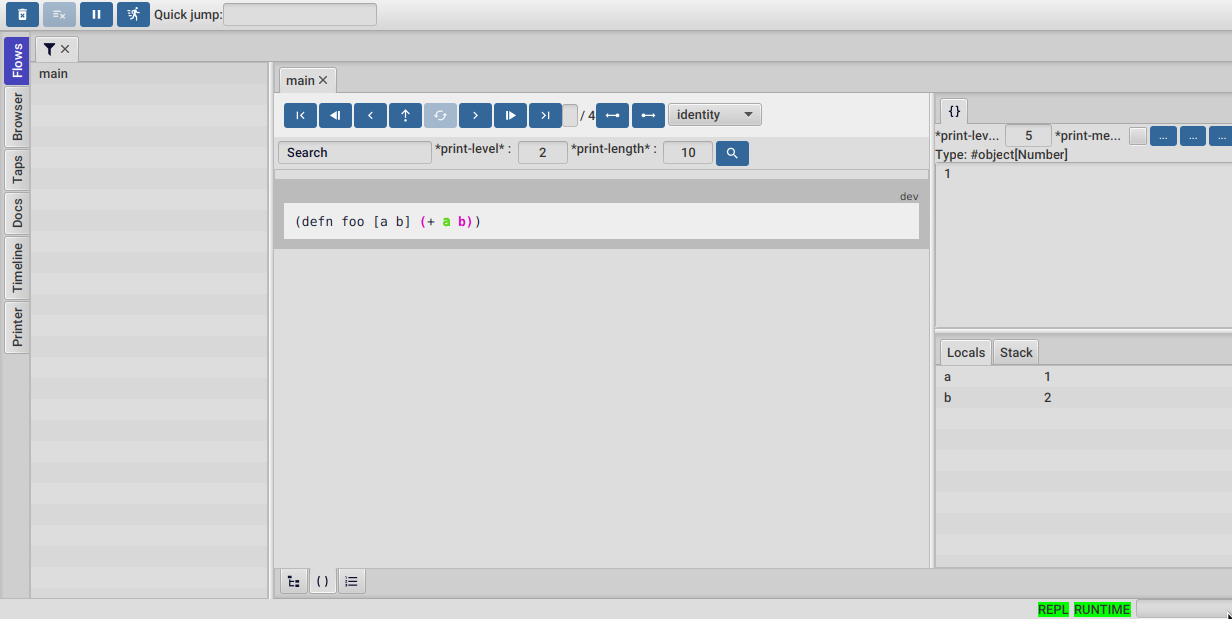 Quick jump:
Flows
Browser
Taps
Docs
Timeline
Printer
main
main
/ 4
identity
Search
*print-level* :
2
*print-length* :
10
dev
(defn foo [a b] (+ a b))
{}
*print-lev...
5
*print-me...
...
...
...
Type: #object[Number]
1
Locals
Stack
a 1
b 2
()
REPL RUNTIME